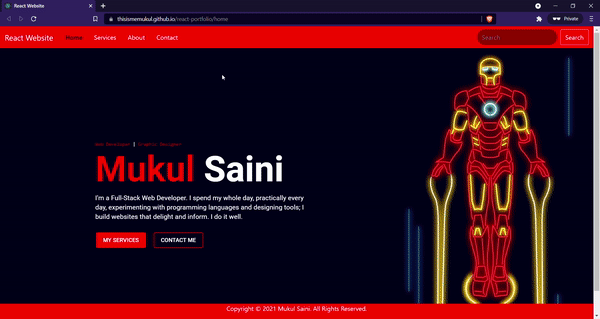 React Website
thisismemukul.github.io/react-portfolio/home
Private
React Website Home Services About Contact Search
Web Developer | Graphic Designer
Mukul Saini
I'm a Full-Stack Web Developer. I spend my whole day, practically every
day, experimenting with programming languages and designing tools; I
build websites that delight and inform. I do it well.
MY SERVICES CONTACT ME
Copyright © 2021 Mukul Saini. All Rights Reserved.